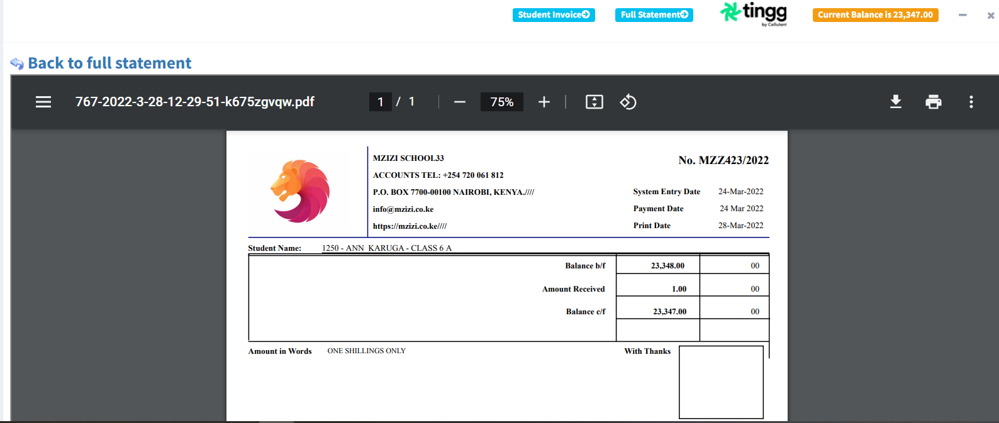 Student Invoice
Full Statement
tingg
by Cellulant
Current Balance is 23,347.00
Back to full statement
767-2022-3-28-12-29-51-k675zgvqw.pdf
1 / 1
75%
MZIZI SCHOOL33
No. MZZ423/2022
ACCOUNTS TEL: +254 720 061 812
P.O. BOX 7700-00100 NAIROBI, KENYA.////
System Entry Date 24-Mar-2022
info@mzizi.co.ke
Payment Date 24 Mar 2022
https://mzizi.co.ke////
Print Date 28-Mar-2022
Student Name: 1250 - ANN KARUGA - CLASS 6 A
Balance b/f 23,348.00 00
Amount Received 1.00 00
Balance c/f 23,347.00 00
Amount in Words ONE SHILLINGS ONLY With Thanks